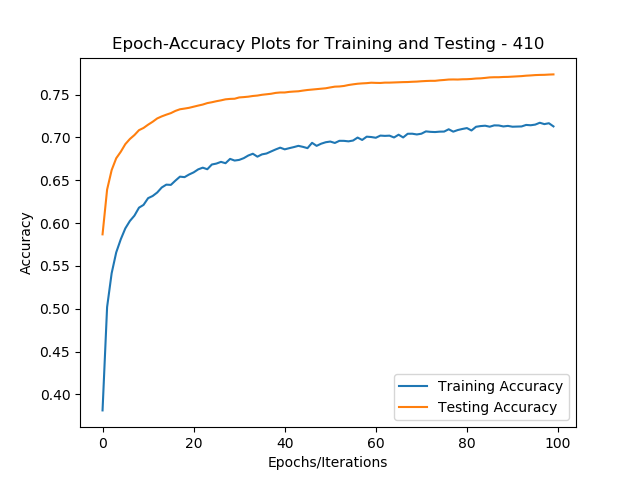 Epoch-Accuracy Plots for Training and Testing - 410
0.75
0.70
0.65
0.60
0.55
0.50
0.45
0.40
Accuracy
Training Accuracy
Testing Accuracy
0 20 40 60 80 100
Epochs/Iterations